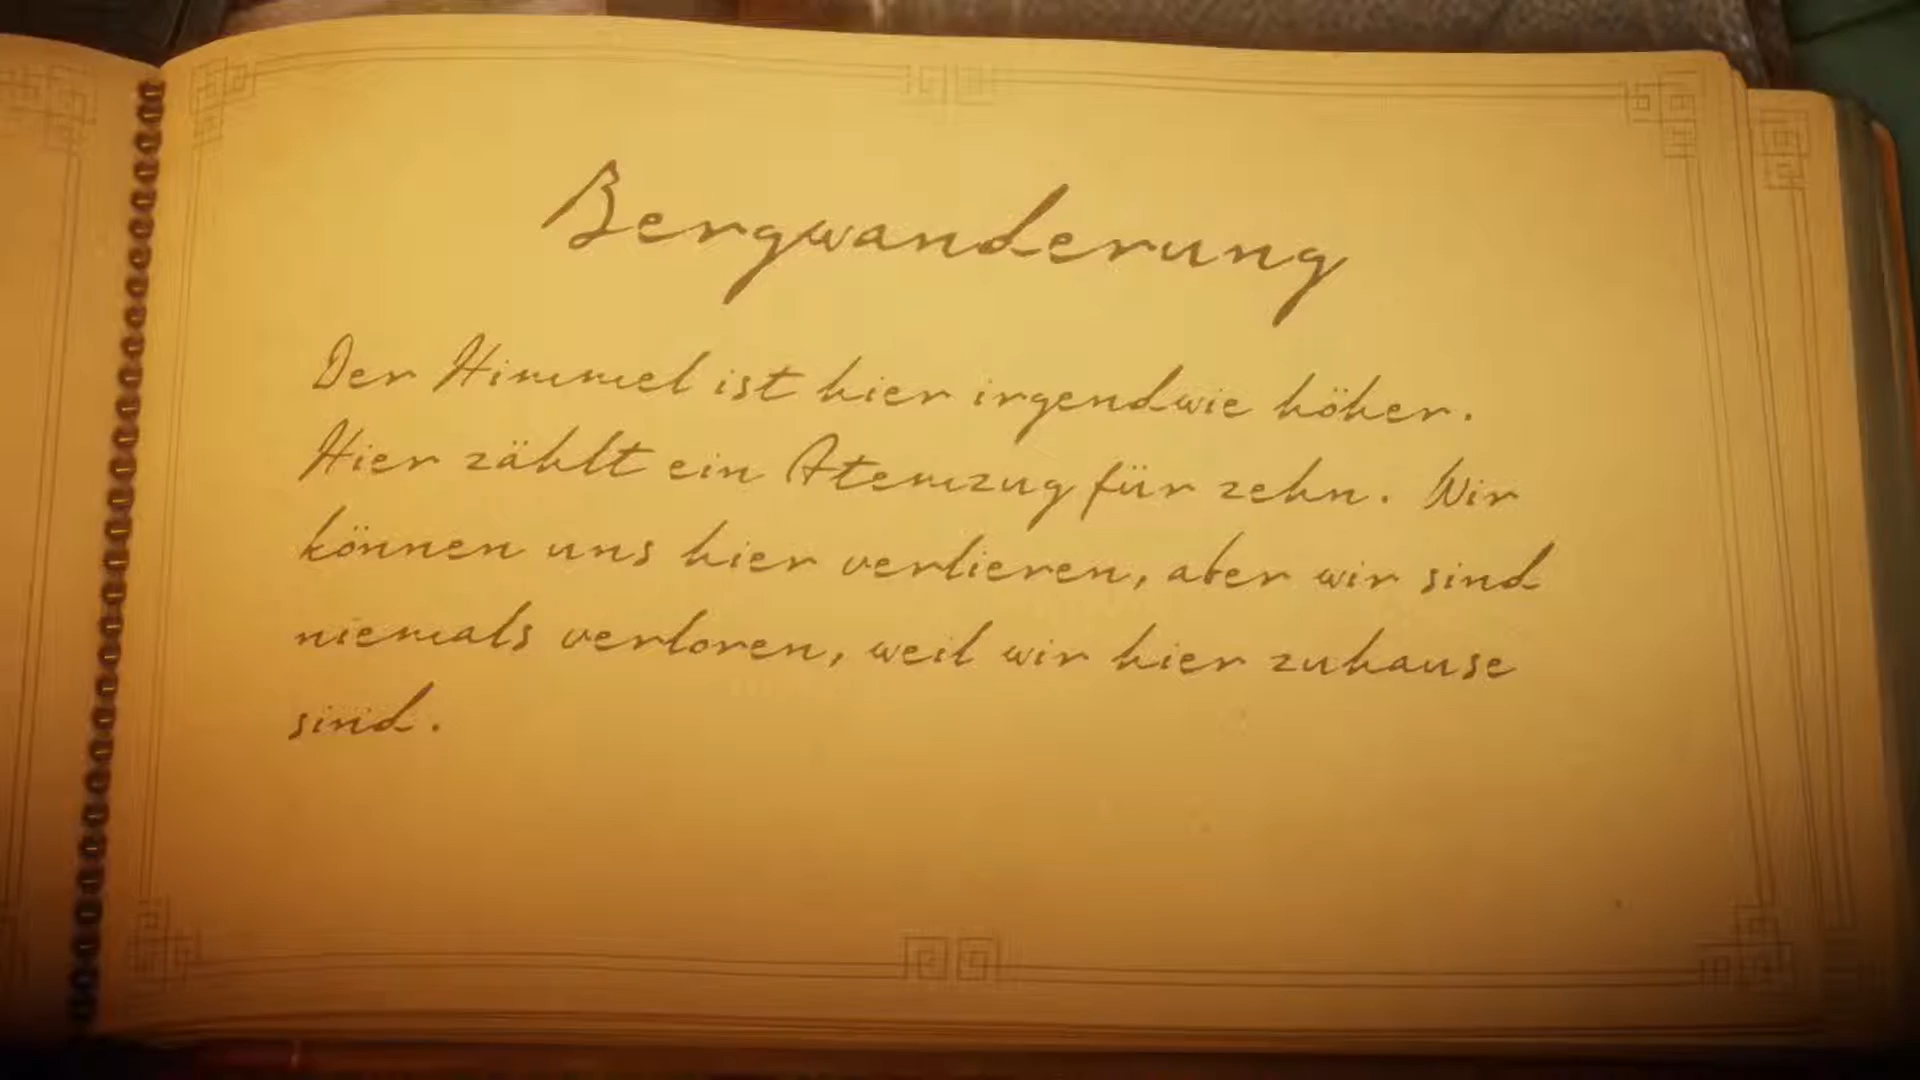 Bergwanderung
Der Himmel ist hier irgendwie höher.
Hier zählt ein Atemzug für zehn. Wir
können uns hier verlieren, aber wir sind
niemals verloren, weil wir hier zuhause
sind.